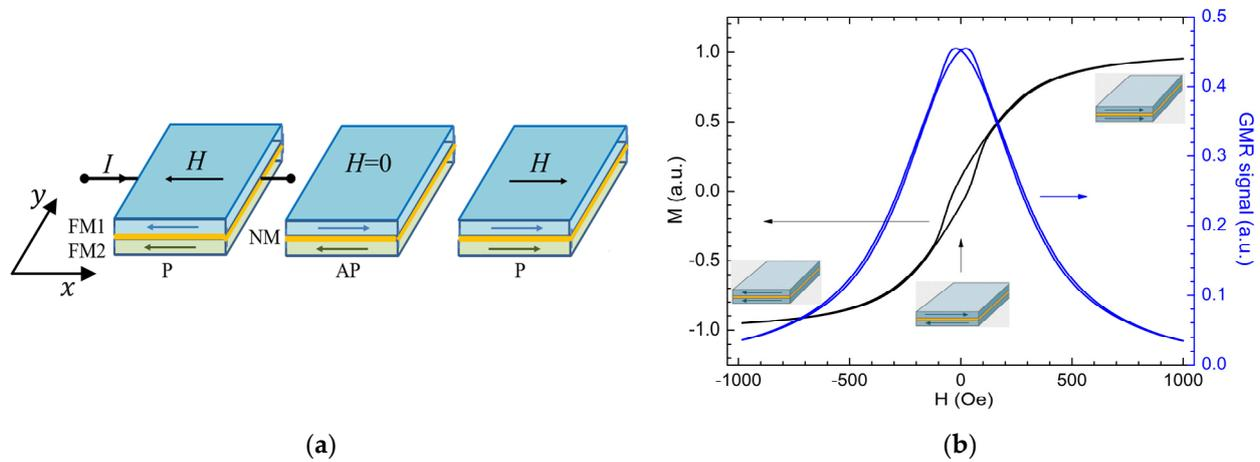 I
H
H=0
H
y
FM1
FM2
NM
x
P
AP
P
(a)
M (a.u.)
1.0
0.5
0.0
-0.5
-1.0
-1000
-500
0
500
1000
H (Oe)
0.5
0.4
0.3
0.2
0.1
0.0
GMR signal (a.u.)
(b)